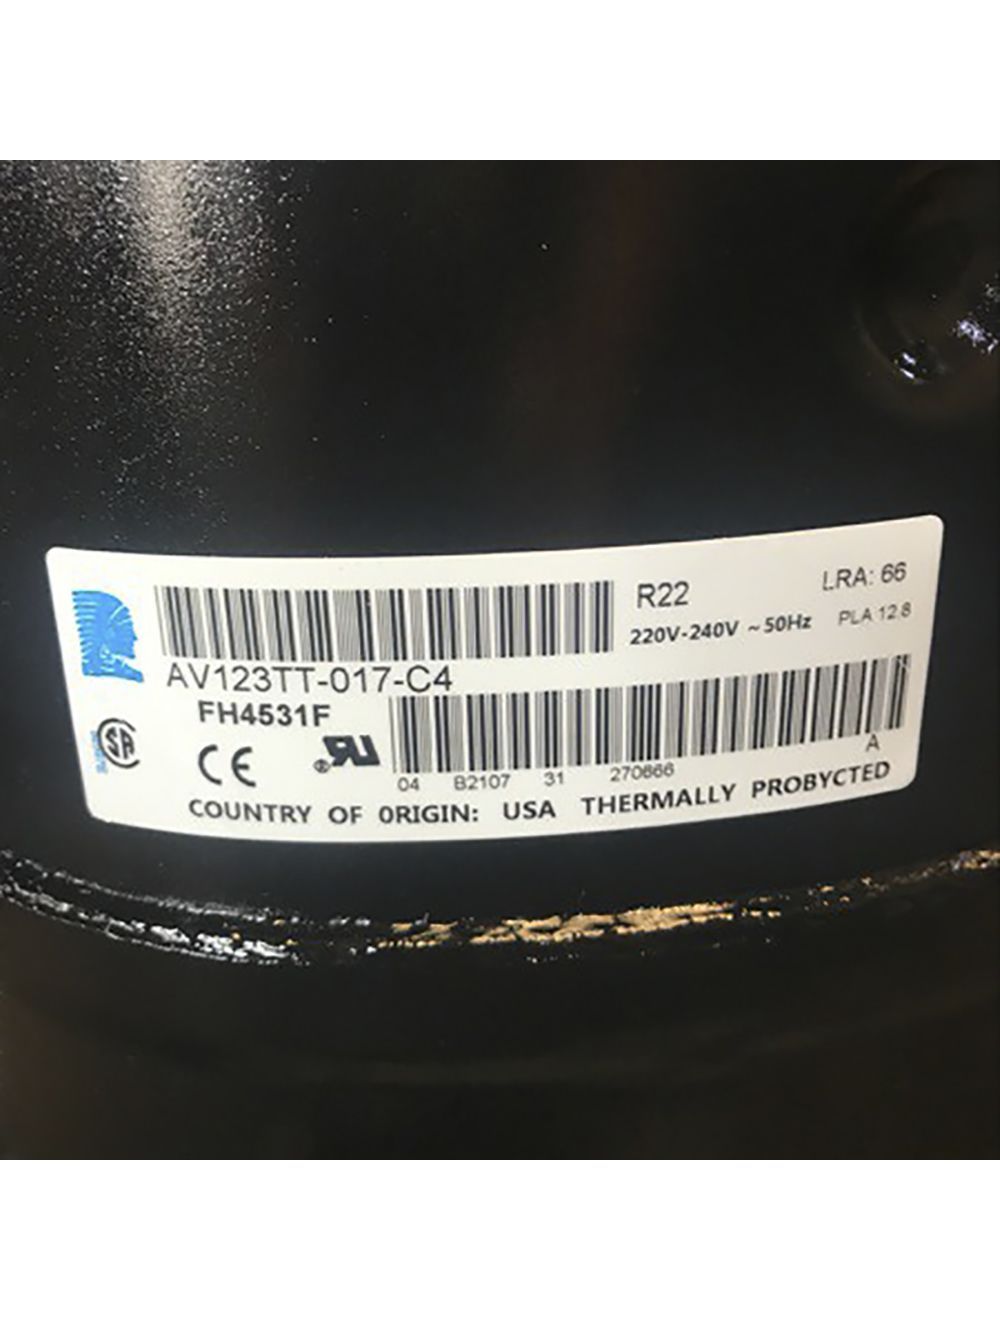 R22
LRA: 66
220V-240V ~50Hz
PLA 12.8
AV123TT-017-C4
FH4531F
A
04 B2107 31 270666
COUNTRY OF 0RIGIN: USA THERMALLY PROBYCTED